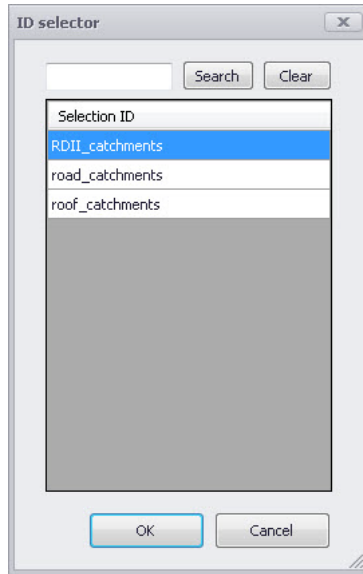 ID selector
Search Clear
Selection ID
RDII_catchments
road_catchments
roof_catchments
OK Cancel